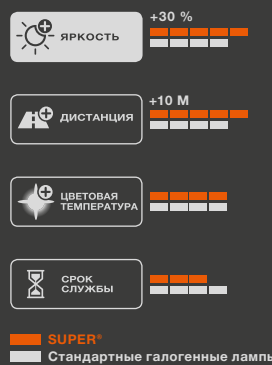 +30 %
ЯРКОСТЬ
+10 М
ДИСТАНЦИЯ
ЦВЕТОВАЯ
ТЕМПЕРАТУРА
СРОК
СЛУЖБЫ
SUPER®
Стандартные галогенные лампы